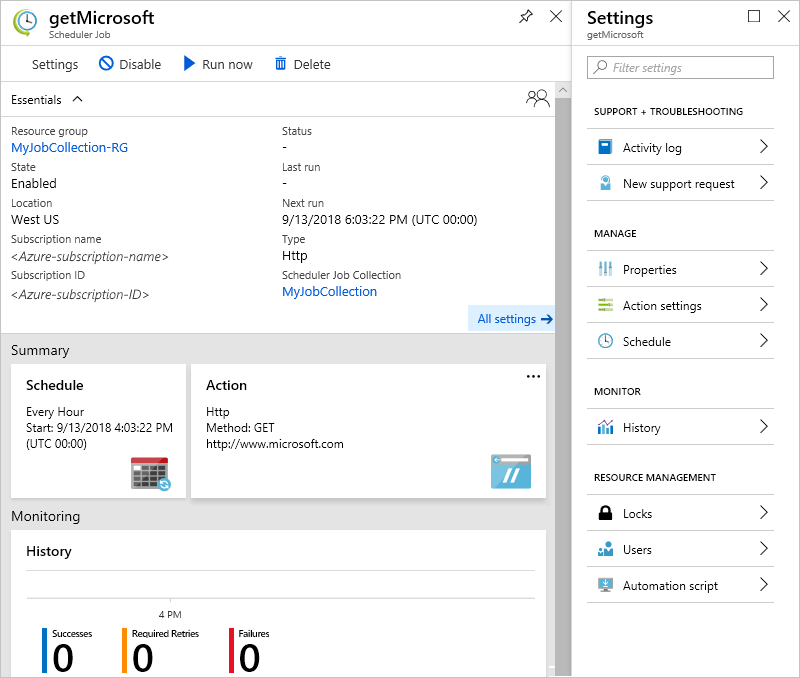 getMicrosoft
Scheduler Job
Settings
Disable
Run now
Delete
Essentials
Resource group
MyJobCollection-RG
State
Enabled
Location
West US
Subscription name
<Azure-subscription-name>
Subscription ID
<Azure-subscription-ID>
Status
-
Last run
-
Next run
9/13/2018 6:03:22 PM (UTC 00:00)
Type
Http
Scheduler Job Collection
MyJobCollection
All settings
Summary
Schedule
Every Hour
Start: 9/13/2018 4:03:22 PM
(UTC 00:00)
Action
...
Http
Method: GET
http://www.microsoft.com
Monitoring
History
4 PM
Successes
0
Required Retries
0
Failures
0
Settings
getMicrosoft
Filter settings
SUPPORT + TROUBLESHOOTING
Activity log
New support request
MANAGE
Properties
Action settings
Schedule
MONITOR
History
RESOURCE MANAGEMENT
Locks
Users
Automation script